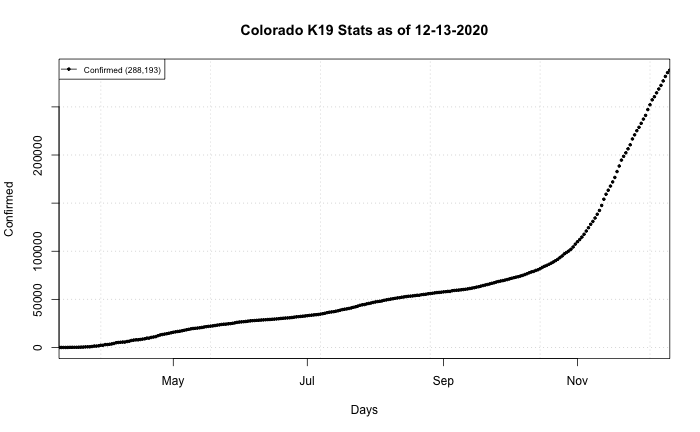 Colorado K19 Stats as of 12-13-2020
Confirmed (288,193)
200000
100000
50000
0
Confirmed
May Jul Sep Nov
Days